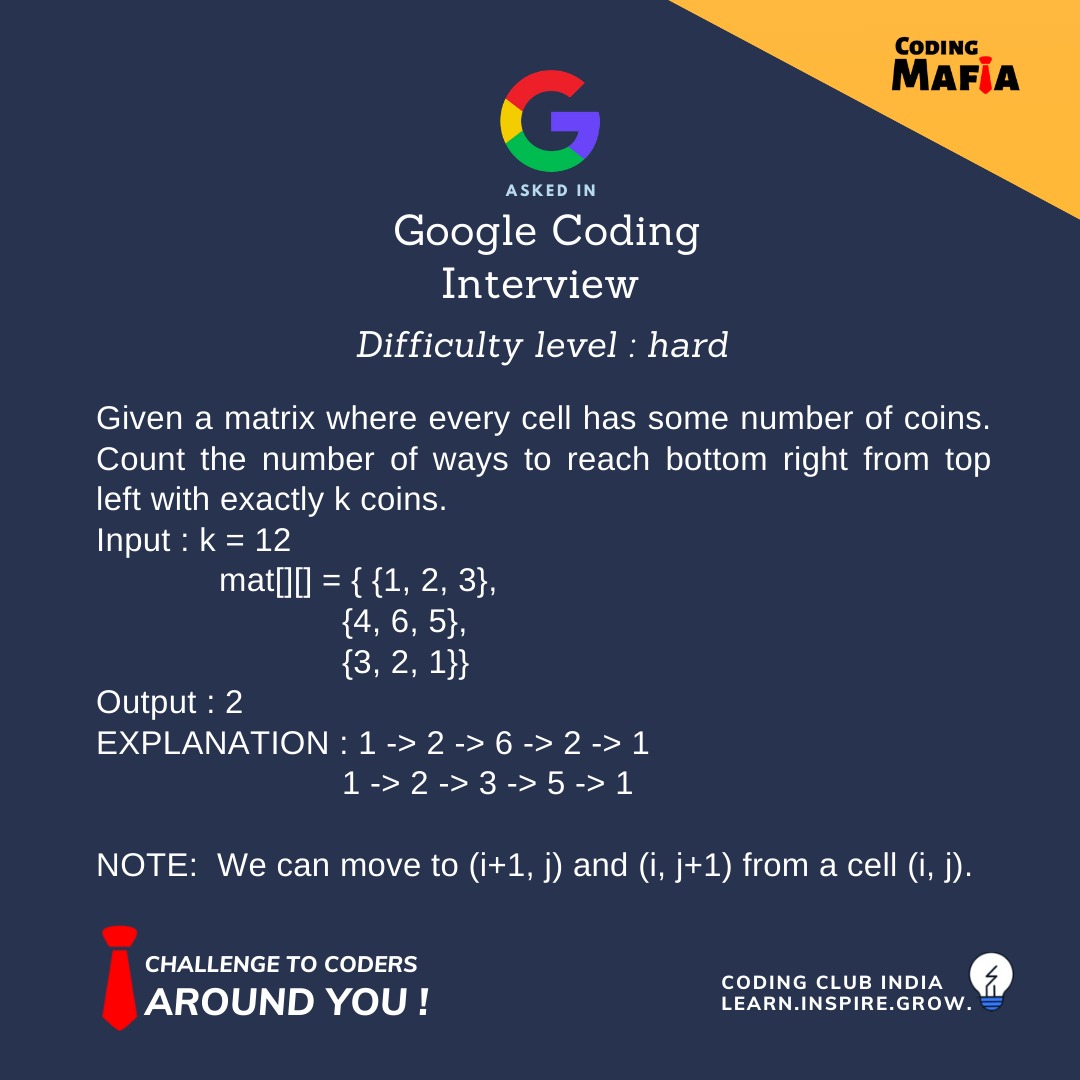 CODING
MAFIA
ASKED IN
Google Coding
Interview
Difficulty level : hard
Given a matrix where every cell has some number of coins.
Count the number of ways to reach bottom right from top
left with exactly k coins.
Input : k = 12
mat[][] = { {1, 2, 3},
{4, 6, 5},
{3, 2, 1}}
Output : 2
EXPLANATION : 1 -> 2 -> 6 -> 2 -> 1
1 -> 2 -> 3 -> 5 -> 1
NOTE:  We can move to (i+1, j) and (i, j+1) from a cell (i, j).
CHALLENGE TO CODERS
AROUND YOU !
CODING CLUB INDIA
LEARN.INSPIRE.GROW.